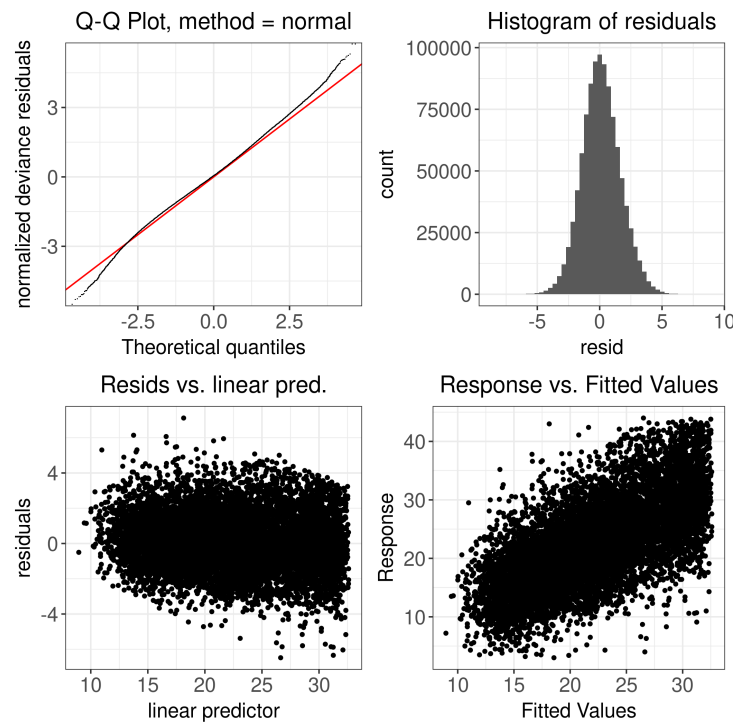 Q-Q Plot, method = normal
normalized deviance residuals
3
0
-3
-2.5 0.0 2.5
Theoretical quantiles
Histogram of residuals
count
100000
75000
50000
25000
0
-5 0 5 10
resid
Resids vs. linear pred.
residuals
4
0
-4
10 15 20 25 30
linear predictor
Response vs. Fitted Values
Response
40
30
20
10
10 15 20 25 30
Fitted Values